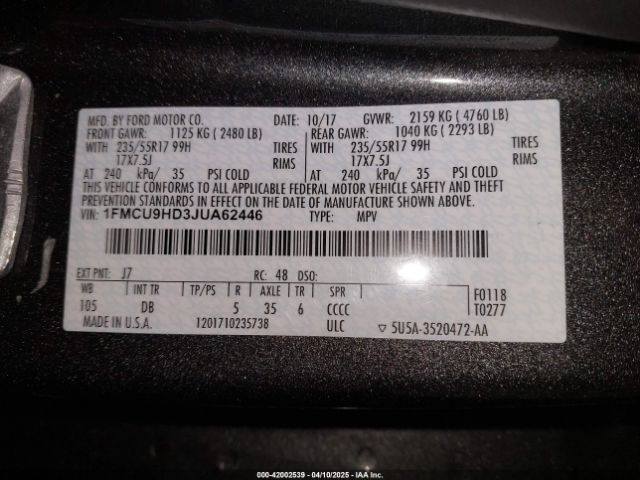 MFD. BY FORD MOTOR CO. DATE: 10/17 GVWR: 2159 KG (4760 LB)
FRONT GAWR: 1125 KG (2480 LB) REAR GAWR: 1040 KG (2293 LB)
WITH 235/55R17 99H TIRES WITH 235/55R17 99H TIRES
17X7.5J RIMS 17X7.5J RIMS
AT 240 kPa/ 35 PSI COLD AT 240 kPa/ 35 PSI COLD
THIS VEHICLE CONFORMS TO ALL APPLICABLE FEDERAL MOTOR VEHICLE SAFETY AND THEFT
PREVENTION STANDARDS IN EFFECT ON THE DATE OF MANUFACTURE SHOWN ABOVE.
VIN: 1FMCU9HD3JUA62446 TYPE: MPV
EXT PNT: J7 RC: 48 DSO:
WB INT TR TP/PS R AXLE TR SPR
105 DB 5 35 6 CCCC
F0118
T0277
MADE IN U.S.A. 1201710235738 ULC ▽ 5U5A-3520472-AA
000-42002539 - 04/10/2025 - IAA, Inc.